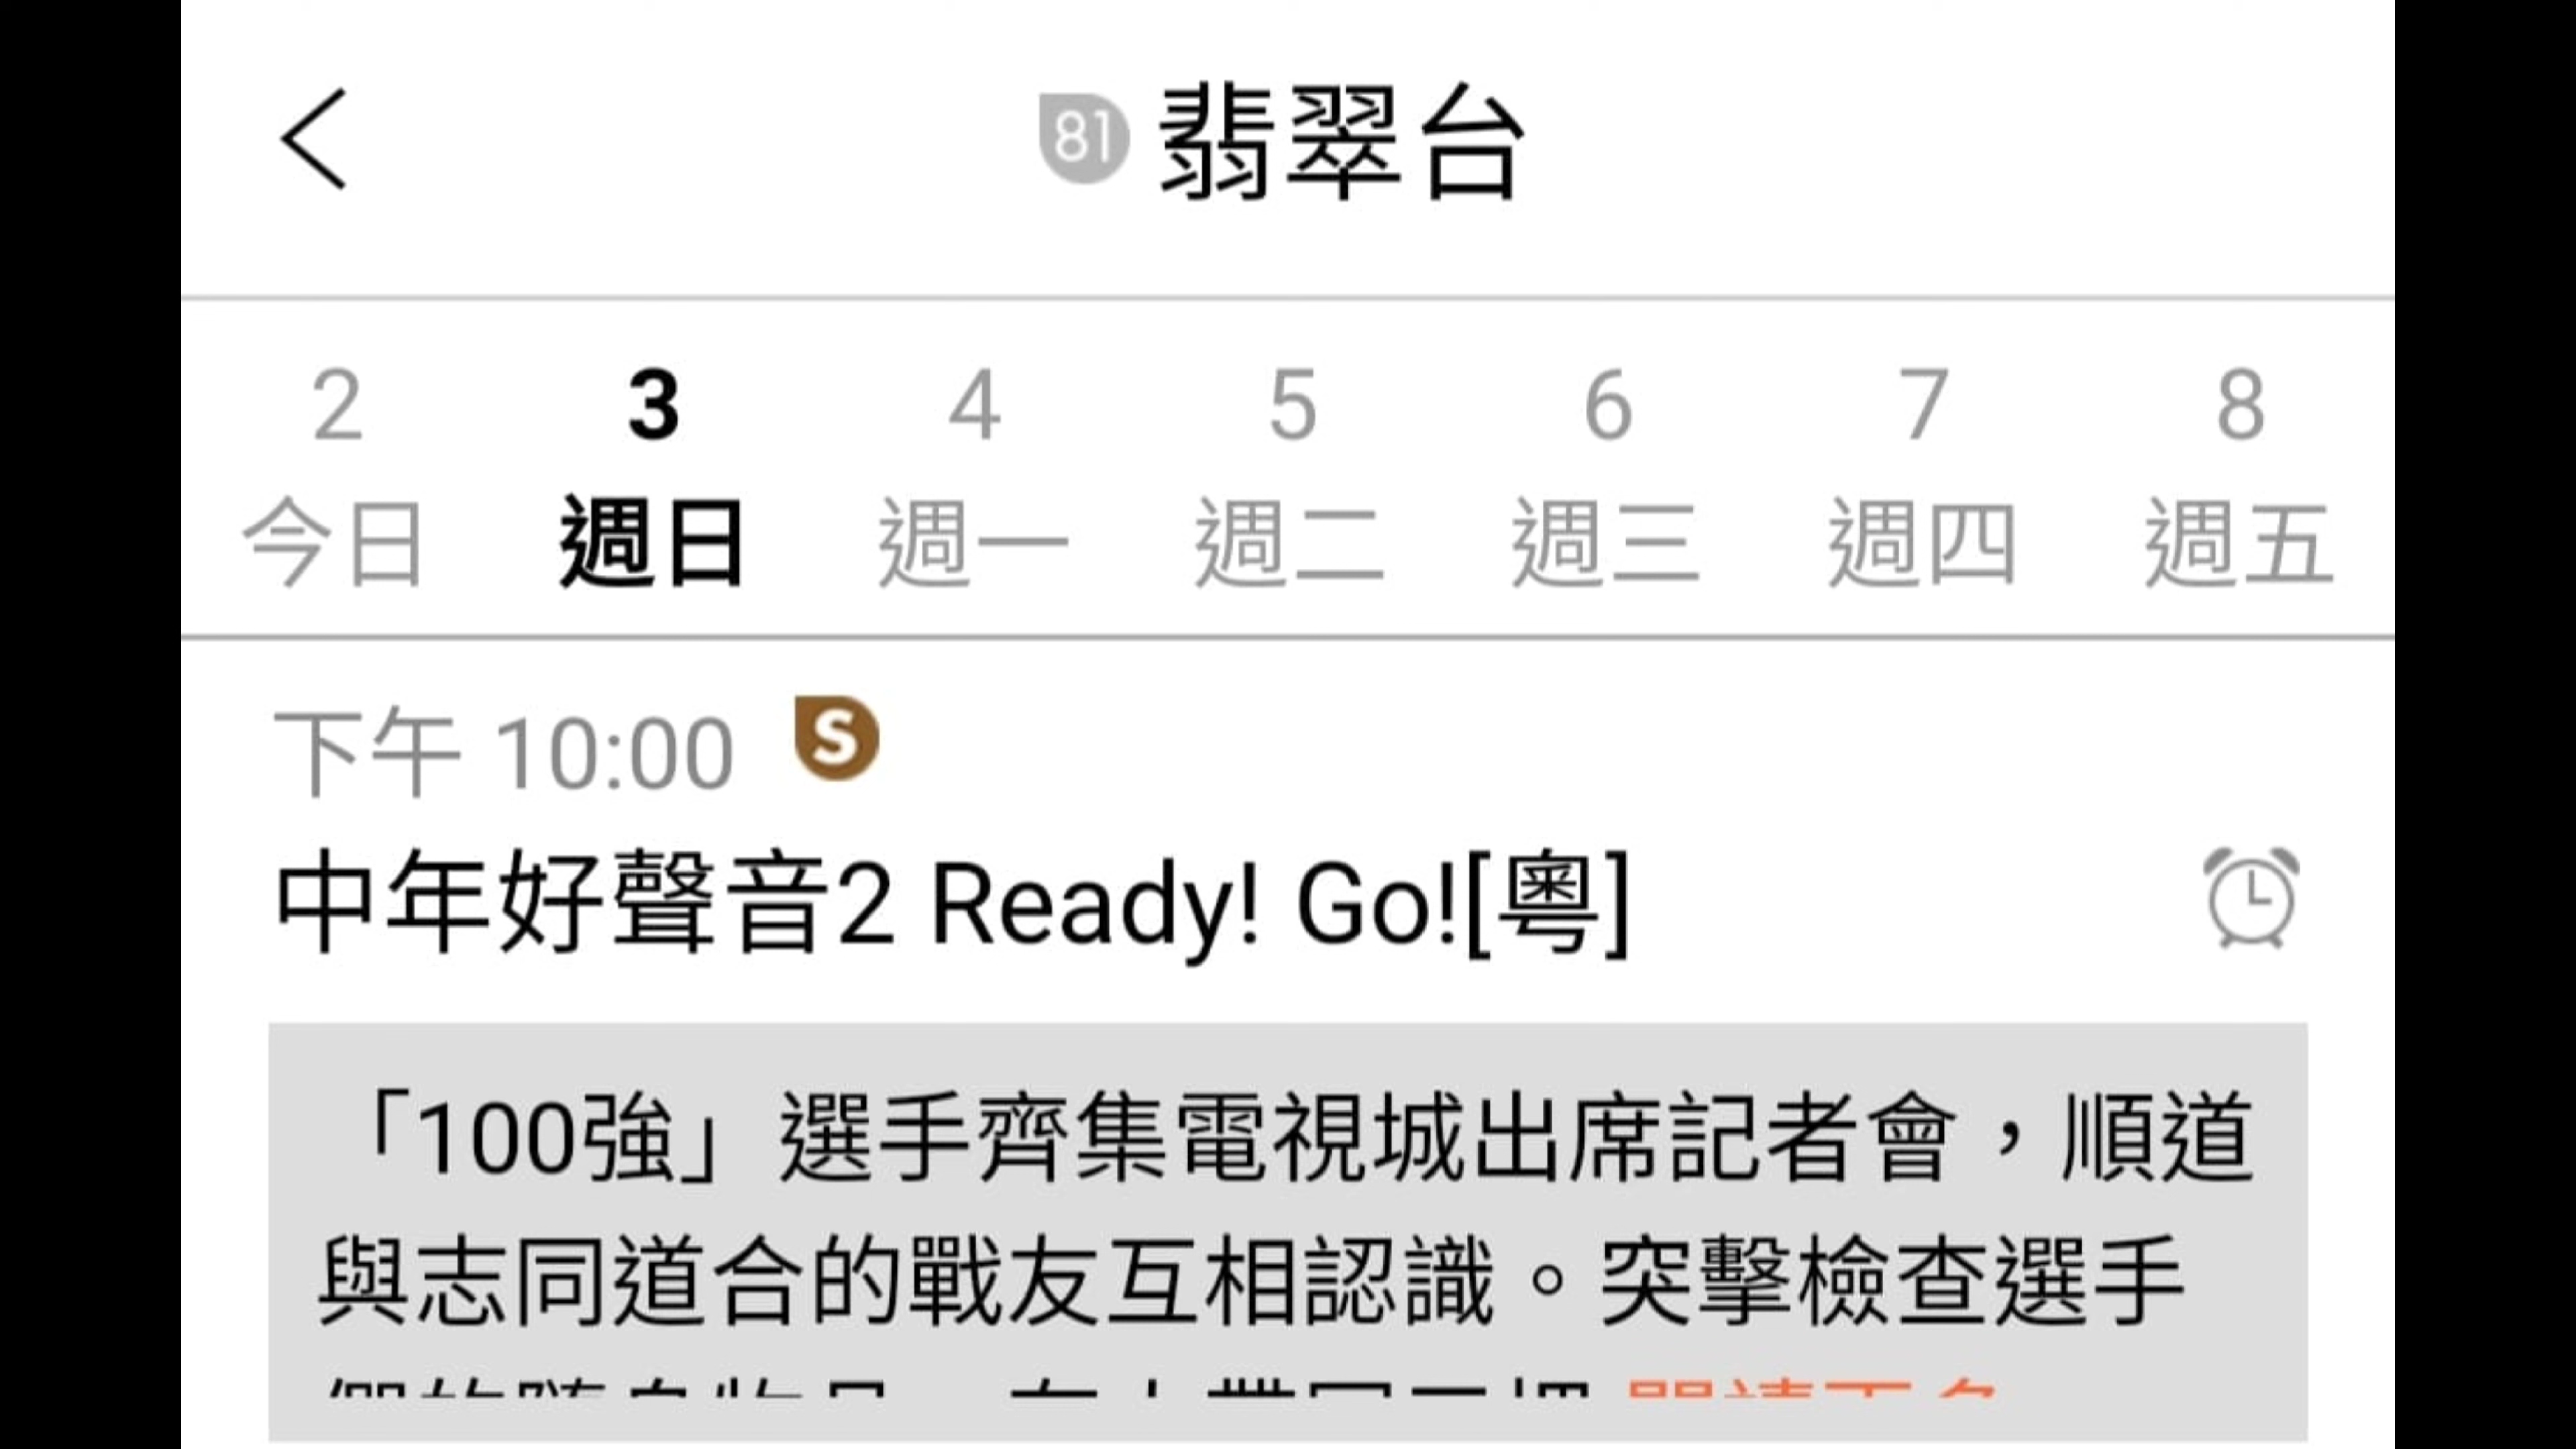 81 翡翠台
2 3 4 5 6 7 8
今日 週日 週一 週二 週三 週四 週五
下午 10:00 S
中年好聲音2 Ready! Go![粵]
「100強」選手齊集電視城出席記者會，順道
與志同道合的戰友互相認識。突擊檢查選手